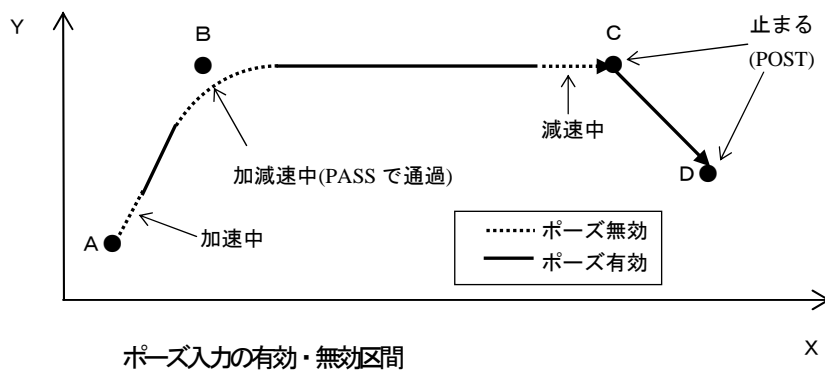 Y
B
C
止まる
(POST)
減速中
加減速中(PASS で通過)
D
A
加速中
ポーズ無効
ポーズ有効
X
ポーズ入力の有効・無効区間